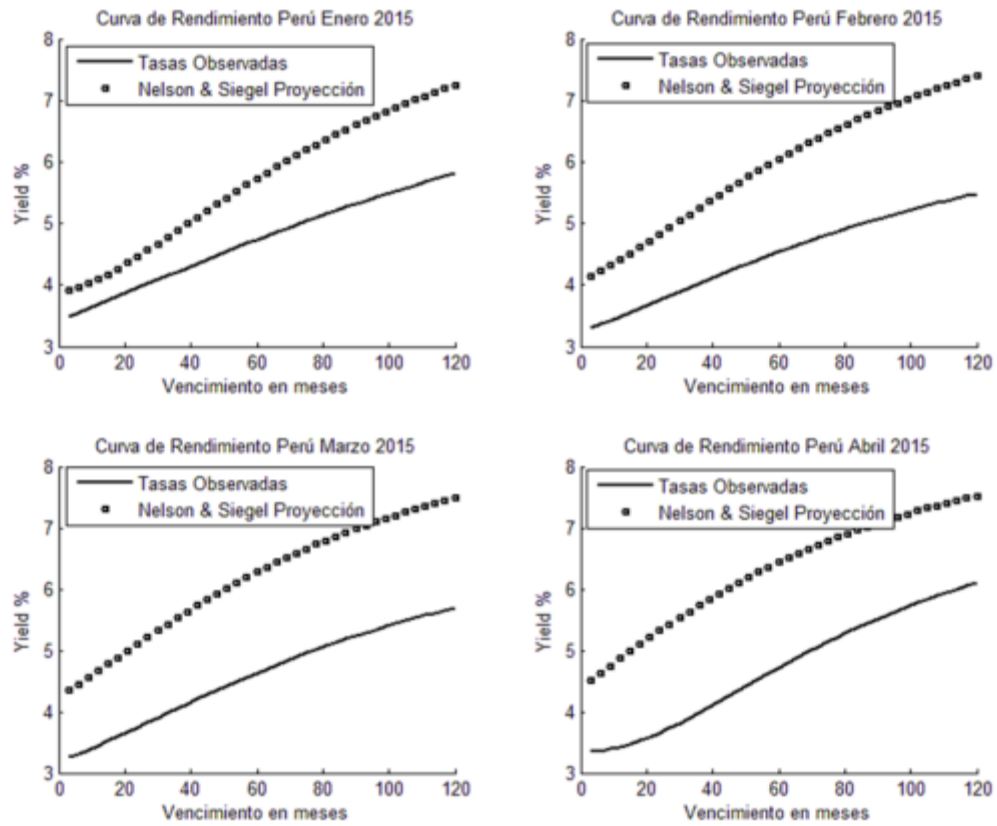 Curva de Rendimiento Perú Enero 2015
8
7
6
5
4
3
Yield %
Tasas Observadas
Nelson & Siegel Proyección
0 20 40 60 80 100 120
Vencimiento en meses
Curva de Rendimiento Perú Febrero 2015
8
7
6
5
4
3
Yield %
Tasas Observadas
Nelson & Siegel Proyección
0 20 40 60 80 100 120
Vencimiento en meses
Curva de Rendimiento Perú Marzo 2015
8
7
6
5
4
3
Yield %
Tasas Observadas
Nelson & Siegel Proyección
0 20 40 60 80 100 120
Vencimiento en meses
Curva de Rendimiento Perú Abril 2015
8
7
6
5
4
3
Yield %
Tasas Observadas
Nelson & Siegel Proyección
0 20 40 60 80 100 120
Vencimiento en meses